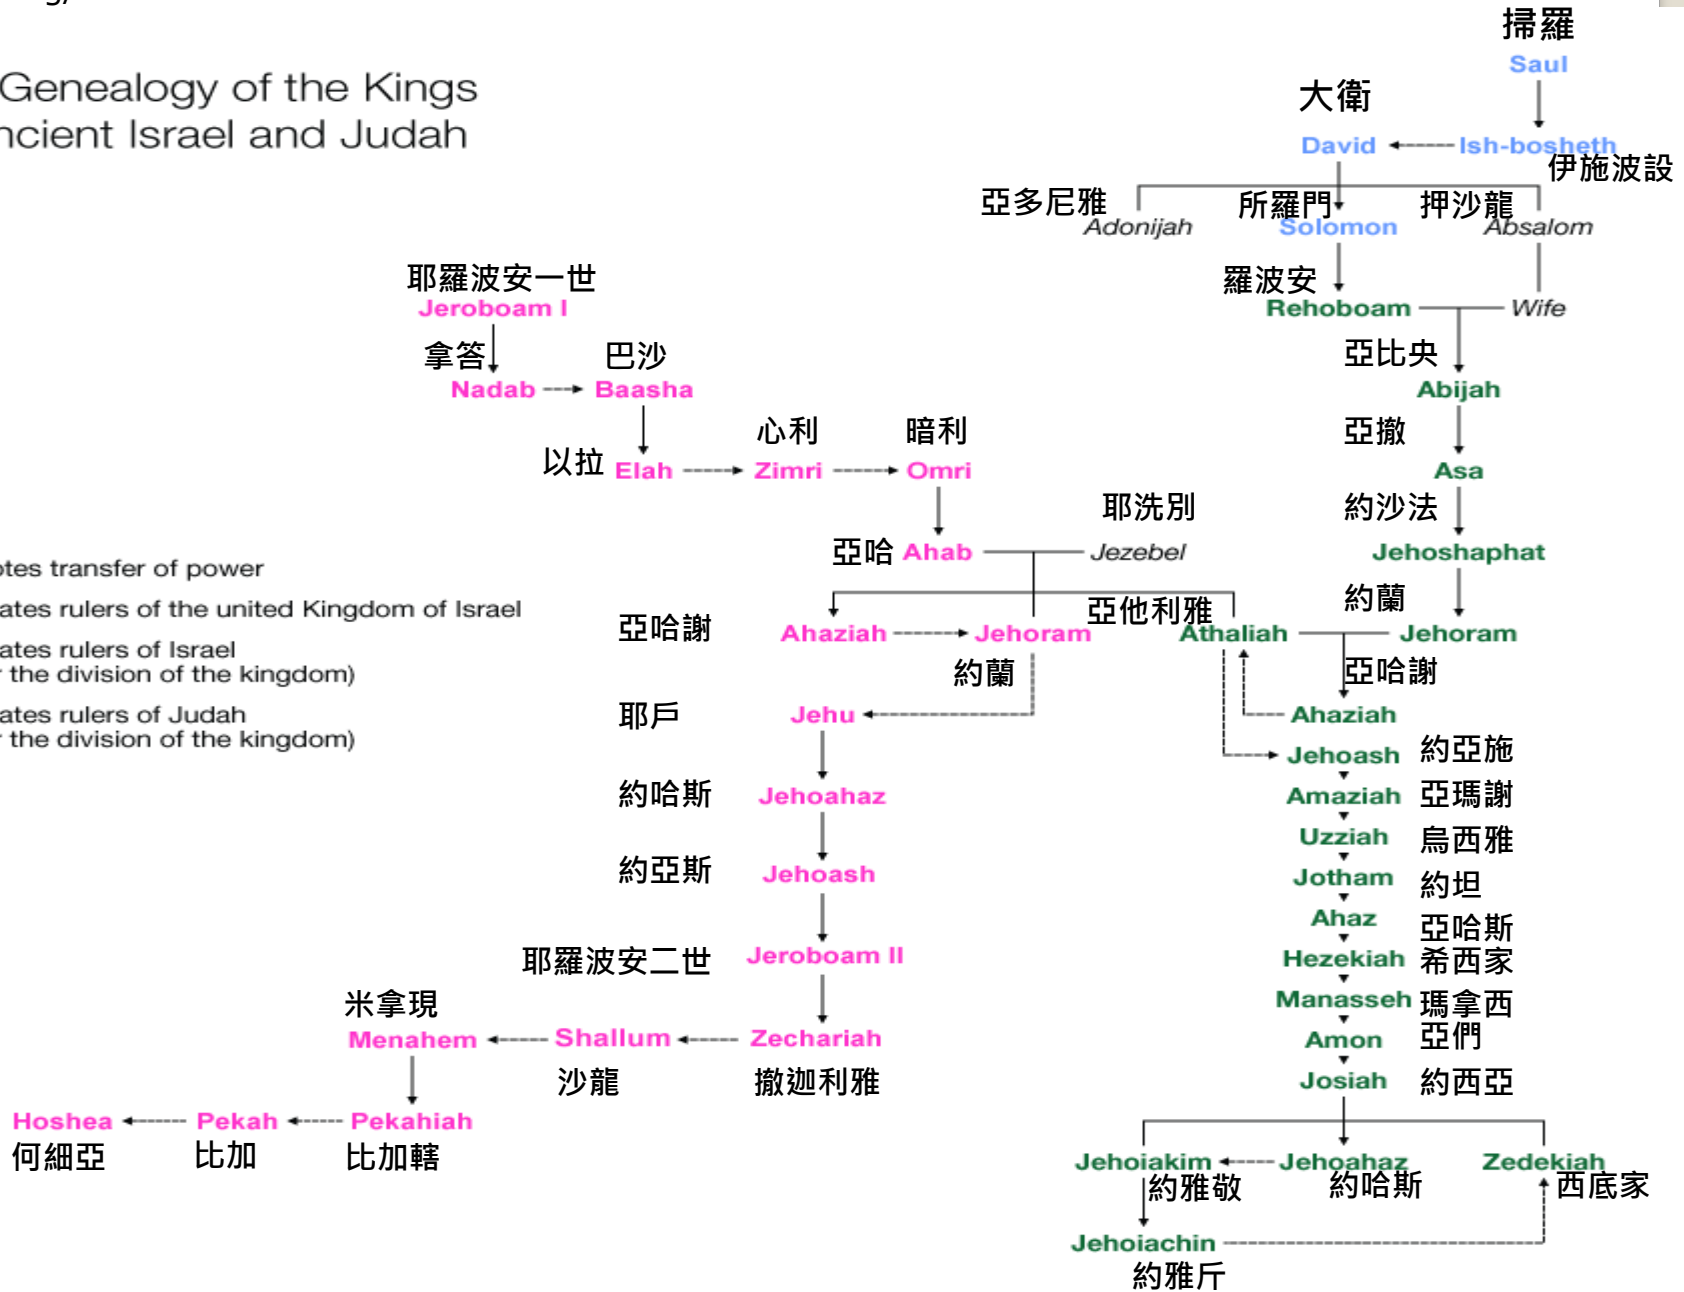 Genealogy of the Kings
ncient Israel and Judah
掃羅
Saul
大衛
David
Ish-bosheth
伊施波設
亞多尼雅
所羅門
押沙龍
Adonijah
Solomon
Absalom
耶羅波安一世
羅波安
Jeroboam I
Rehoboam
Wife
拿答
巴沙
亞比央
Nadab
Baasha
Abijah
心利
暗利
亞撤
以拉
Elah
Zimri
Omri
Asa
耶洗別
約沙法
亞哈
Ahab
Jezebel
Jehoshaphat
otes transfer of power
ates rulers of the united Kingdom of Israel
約蘭
亞哈謝
Ahaziah
Jehoram
亞他利雅
Athaliah
Jehoram
ates rulers of Israel
r the division of the kingdom)
約蘭
亞哈謝
ates rulers of Judah
r the division of the kingdom)
耶戶
Jehu
Ahaziah
Jehoash
約亞施
約哈斯
Jehoahaz
Amaziah
亞瑪謝
Uzziah
烏西雅
約亞斯
Jehoash
Jotham
約坦
Ahaz
亞哈斯
耶羅波安二世
Jeroboam II
Hezekiah
希西家
米拿現
Manasseh
瑪拿西
Menahem
Shallum
Zechariah
Amon
亞們
沙龍
撤迦利雅
Josiah
約西亞
Hoshea
Pekah
Pekahiah
何細亞
比加
比加轄
Jehoiakim
Jehoahaz
Zedekiah
約雅敬
約哈斯
西底家
Jehoiachin
約雅斤